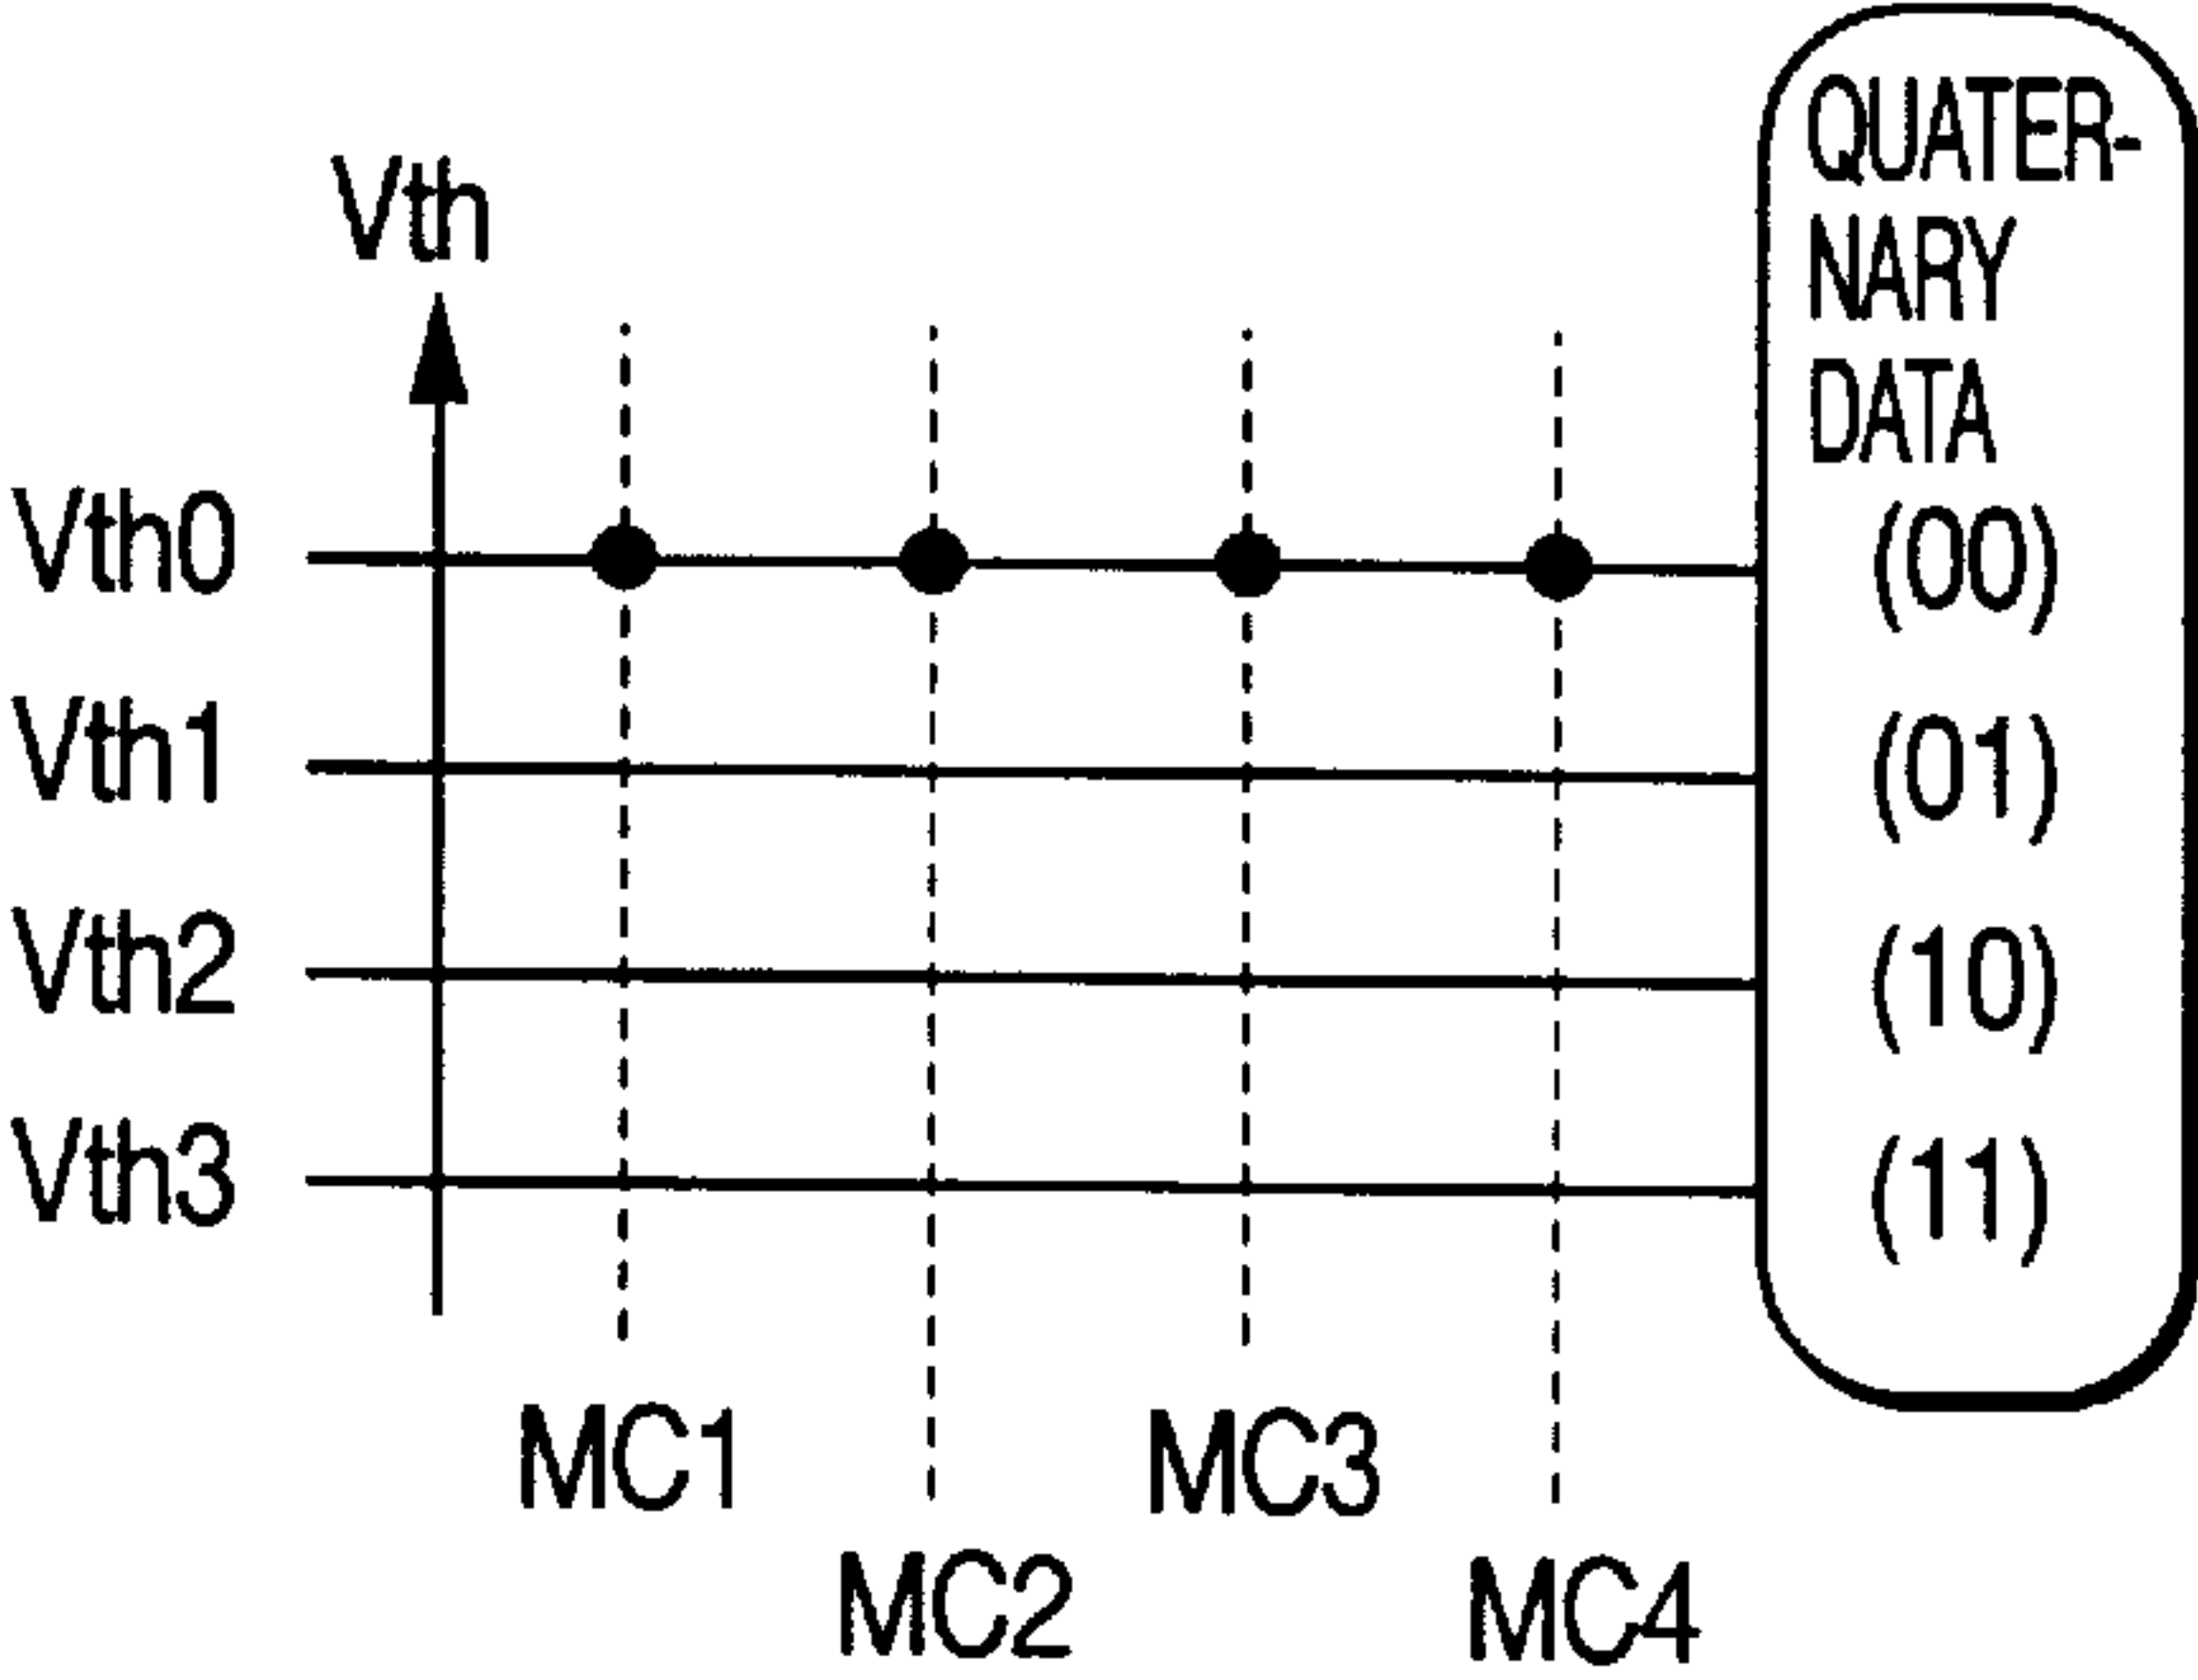 QUATER-
NARY
DATA
Vth
Vth0 (00)
Vth1 (01)
Vth2 (10)
Vth3 (11)
MC1 MC3
MC2 MC4